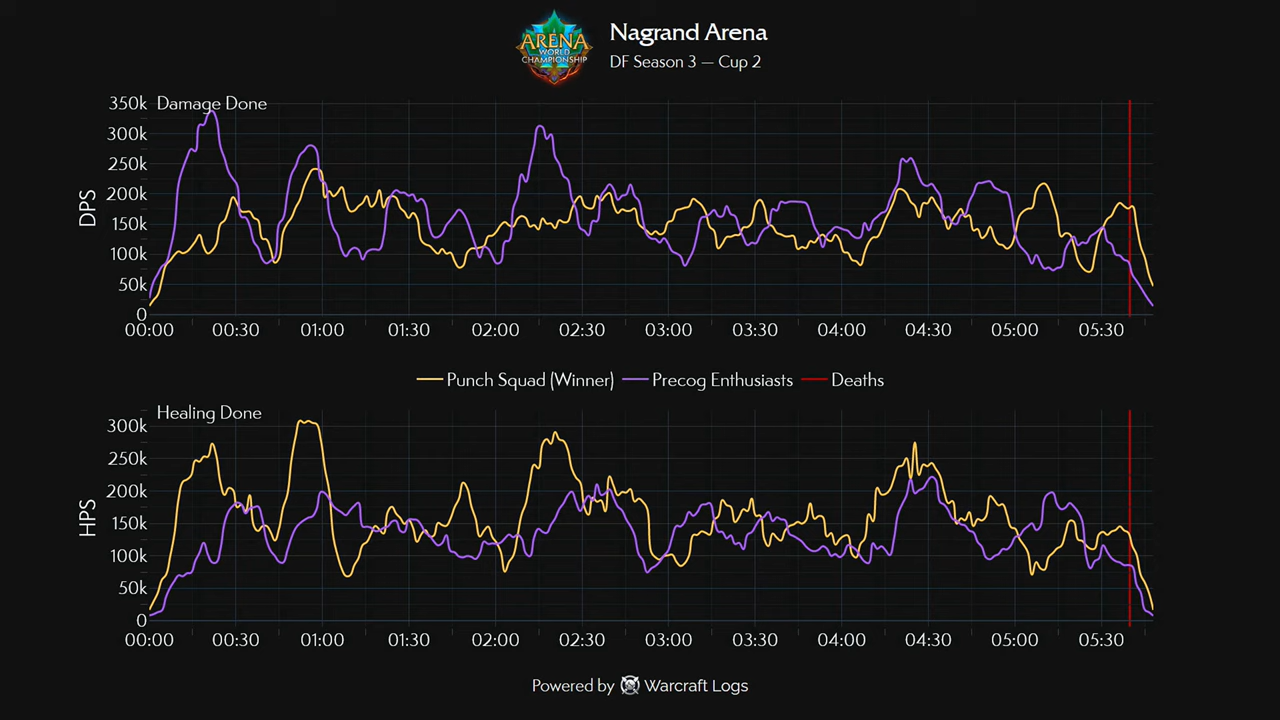 ARENA
WORLD
CHAMPIONSHIP
Nagrand Arena
DF Season 3 — Cup 2
Damage Done
DPS
350k
300k
250k
200k
150k
100k
50k
0
00:00 00:30 01:00 01:30 02:00 02:30 03:00 03:30 04:00 04:30 05:00 05:30
Punch Squad (Winner) Precog Enthusiasts Deaths
Healing Done
HPS
300k
250k
200k
150k
100k
50k
0
00:00 00:30 01:00 01:30 02:00 02:30 03:00 03:30 04:00 04:30 05:00 05:30
Powered by Warcraft Logs